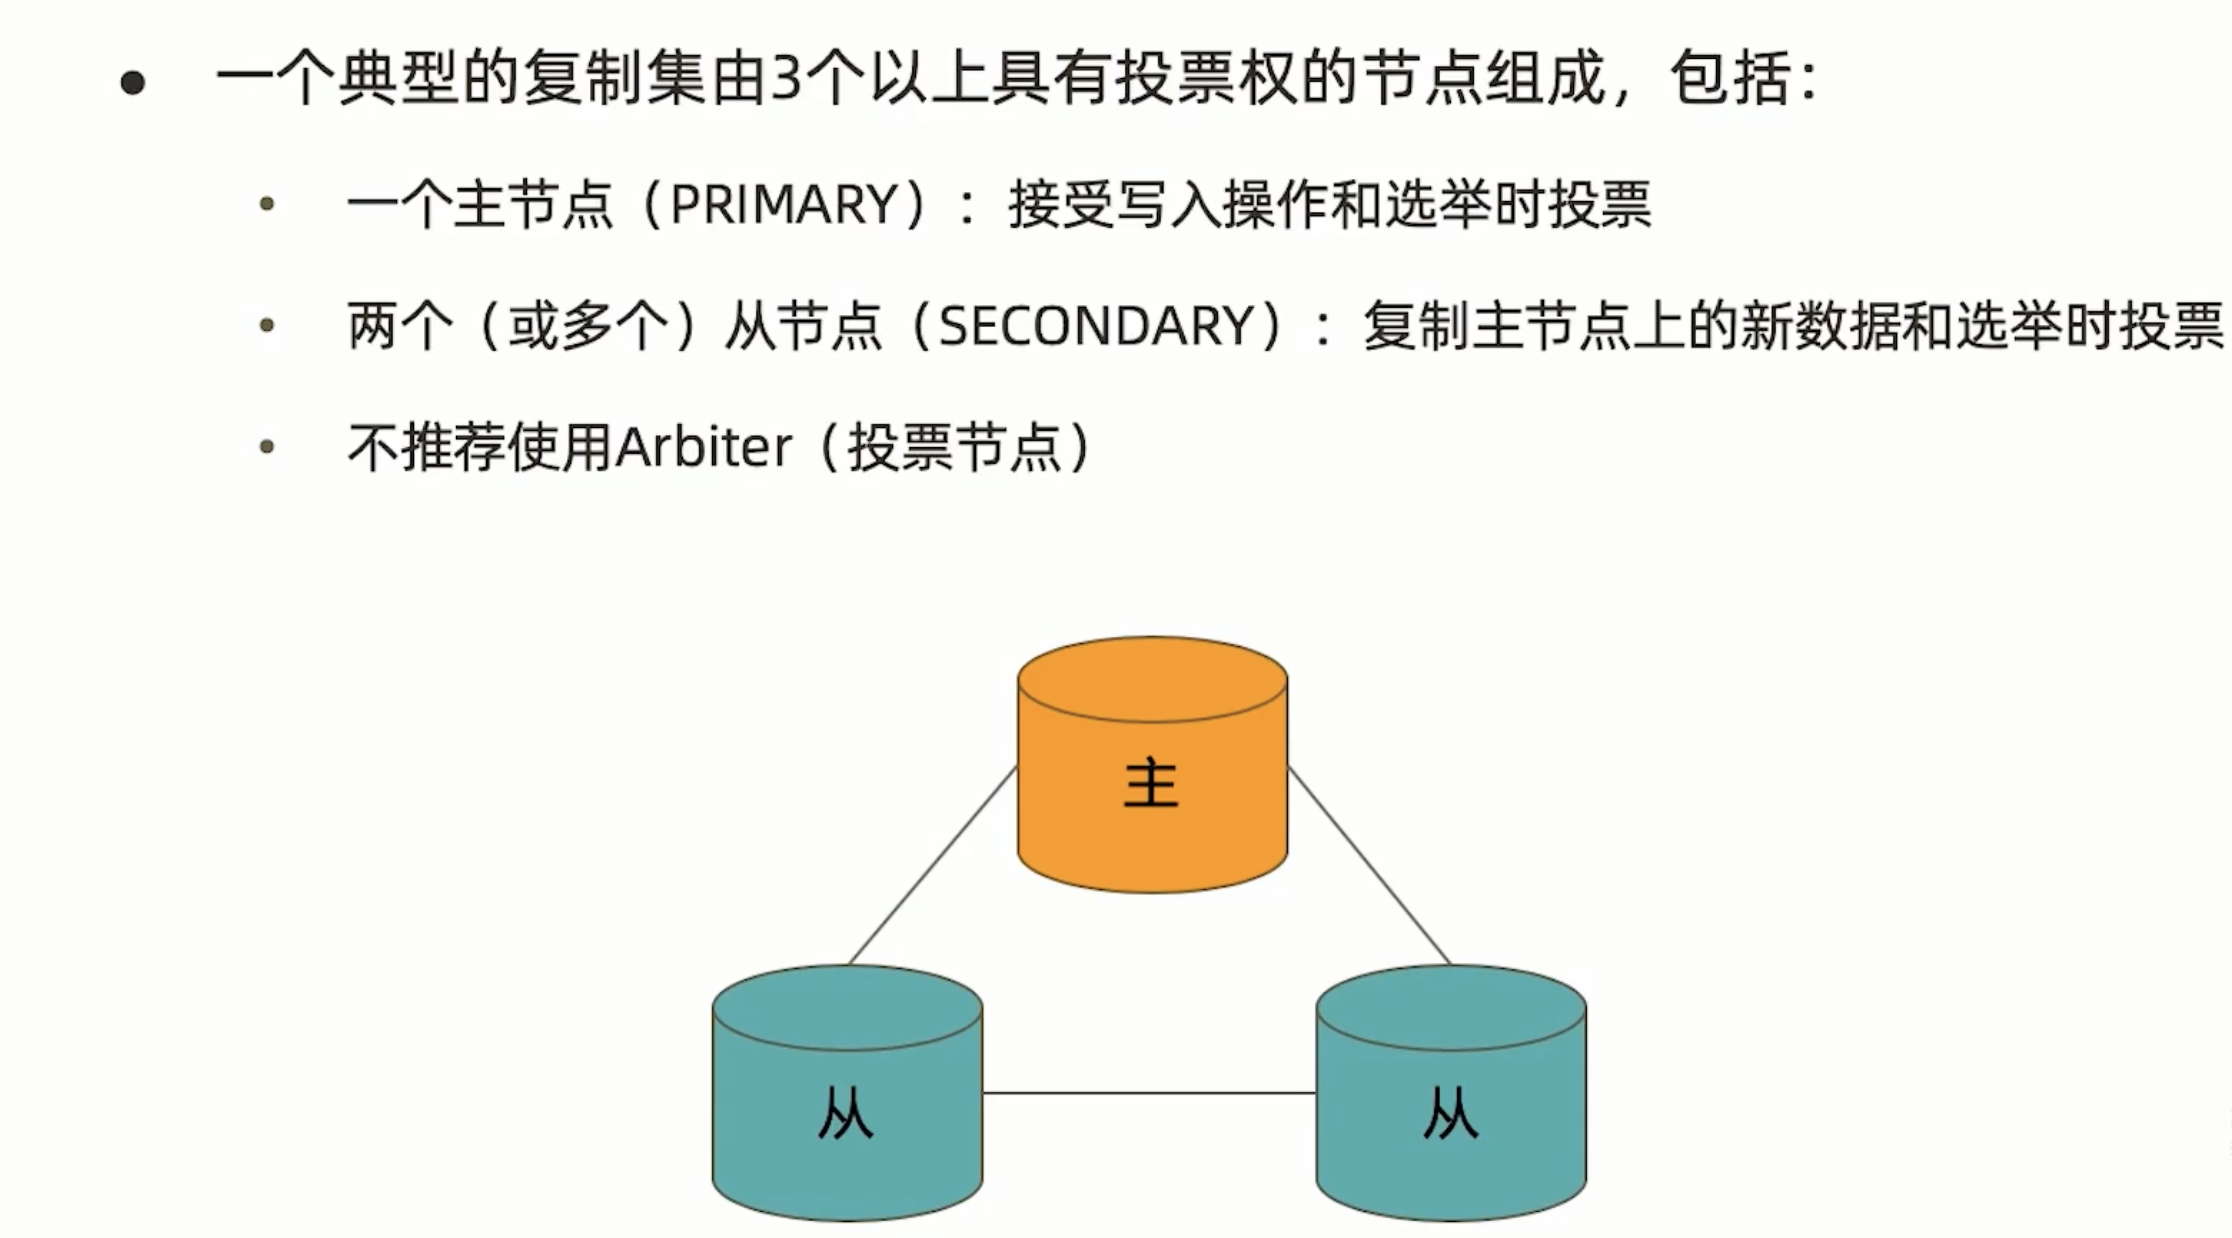 一个典型的复制集由3个以上具有投票权的节点组成，包括：
一个主节点（PRIMARY）：接受写入操作和选举时投票
两个（或多个）从节点（SECONDARY）：复制主节点上的新数据和选举时投票
不推荐使用Arbiter（投票节点）
主
从
从